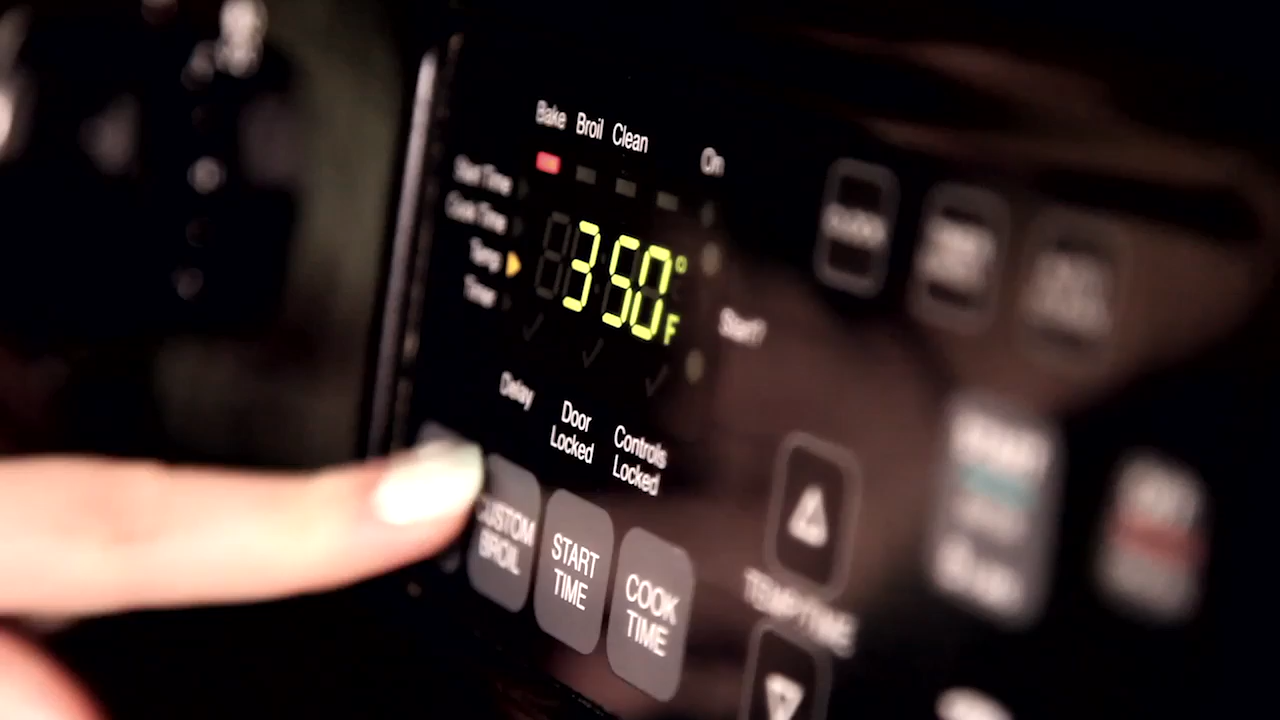 Bake Broil Clean
On
Start Time
Cook Time
Temp
Timer
350°F
Start?
Delay
Door
Locked
Controls
Locked
CUSTOM
BROIL
START
TIME
COOK
TIME
TEMP/TIME